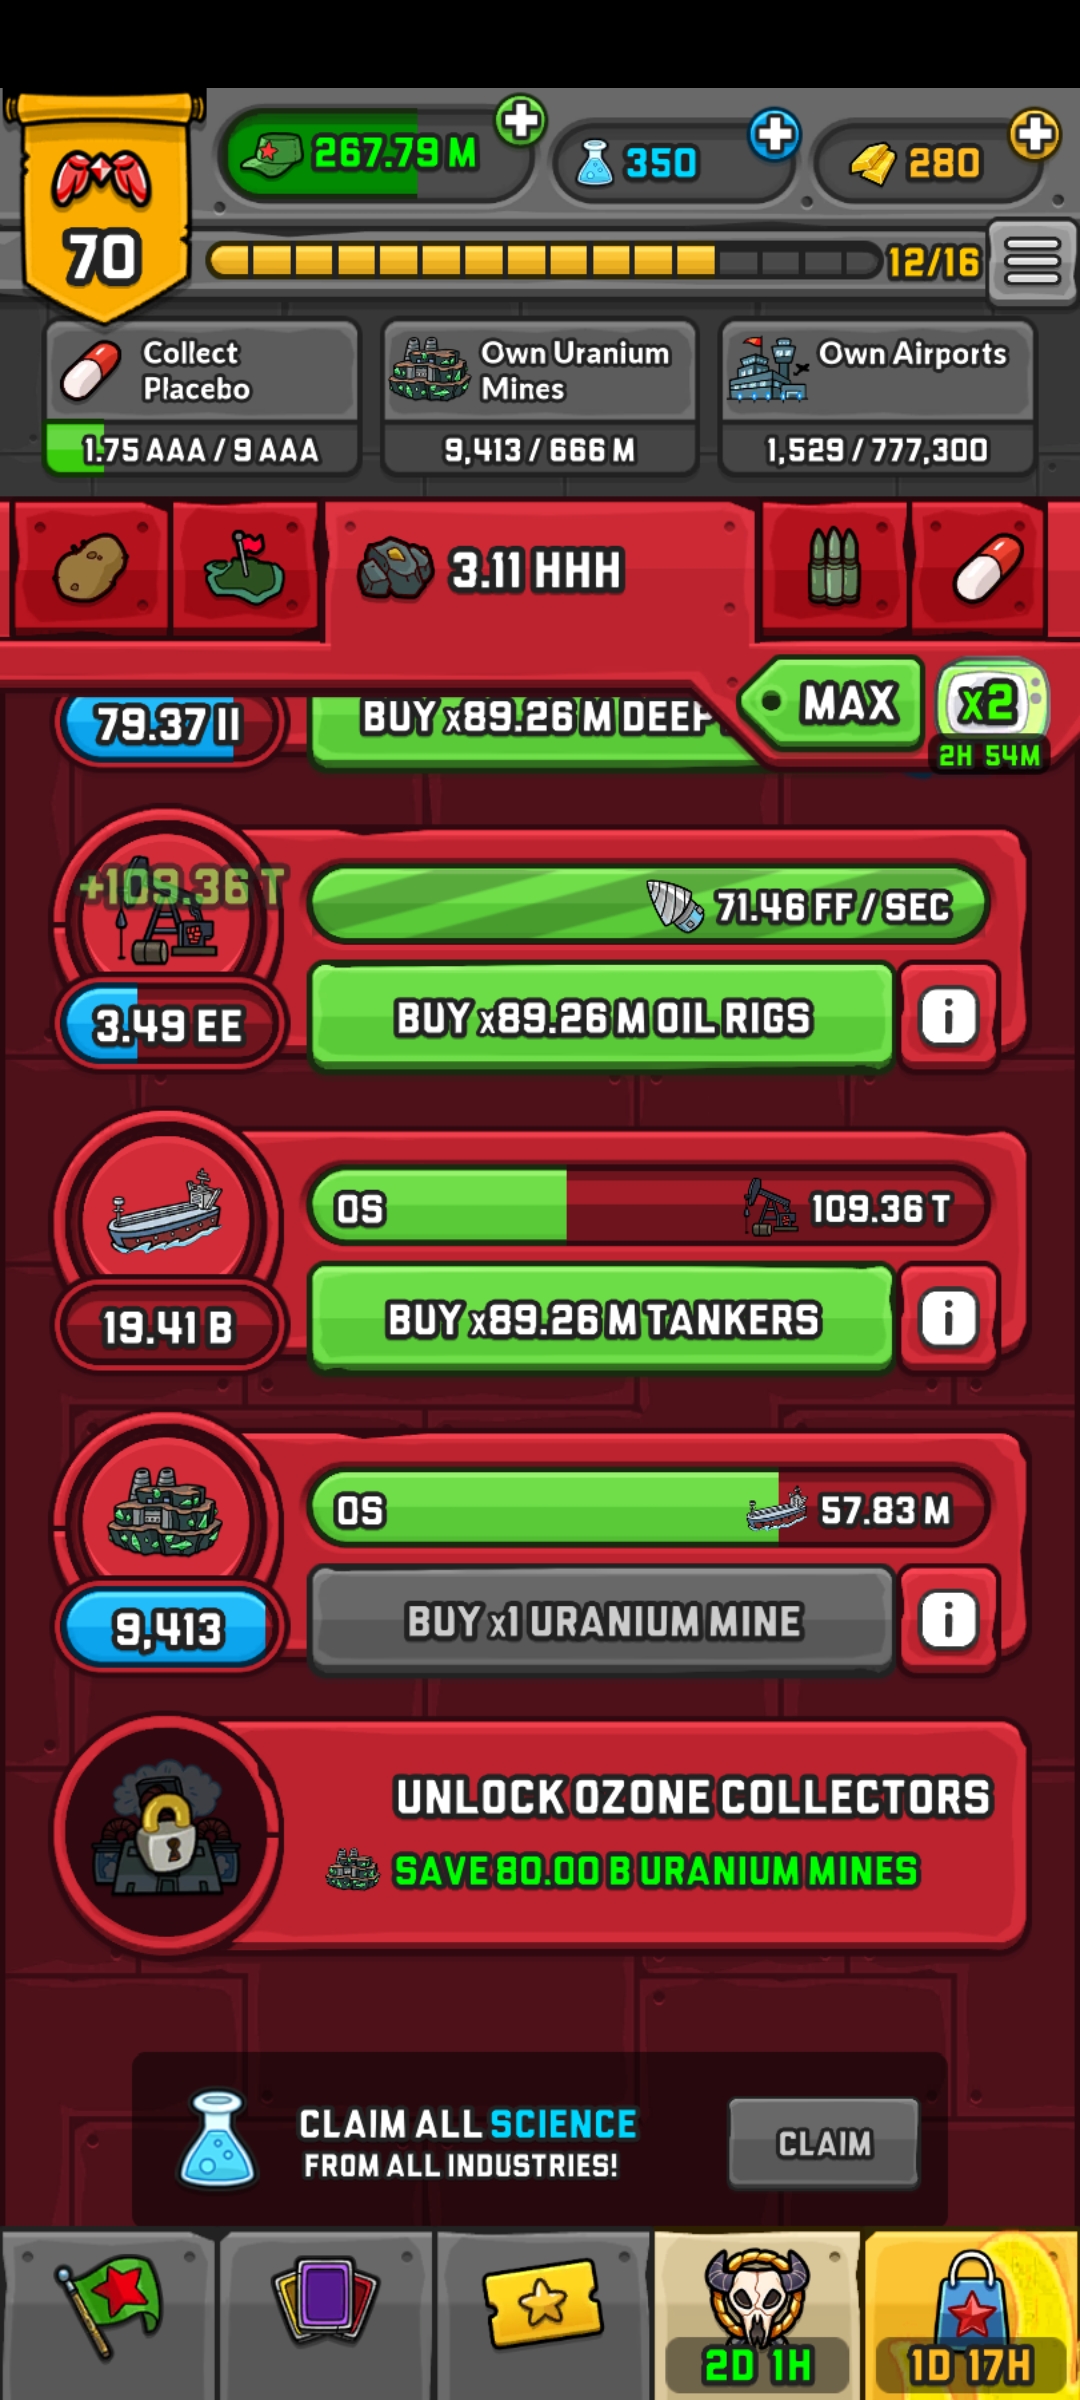 267.79 M
350
280
70
12/16
Collect
Placebo
Own Uranium
Mines
Own Airports
1.75 AAA / 9 AAA
9,413 / 666 M
1,529 / 777,300
3.11 HHH
MAX
x2
2H 54M
79.37 II
BUY x89.26 M DEEP
+109.36 T
71.46 FF / SEC
3.49 EE
BUY x89.26 M OIL RIGS
i
0S
109.36 T
19.41 B
BUY x89.26 M TANKERS
i
0S
57.83 M
9,413
BUY x1 URANIUM MINE
i
UNLOCK OZONE COLLECTORS
SAVE 80.00 B URANIUM MINES
CLAIM ALL SCIENCE
FROM ALL INDUSTRIES!
CLAIM
2D 1H
1D 17H